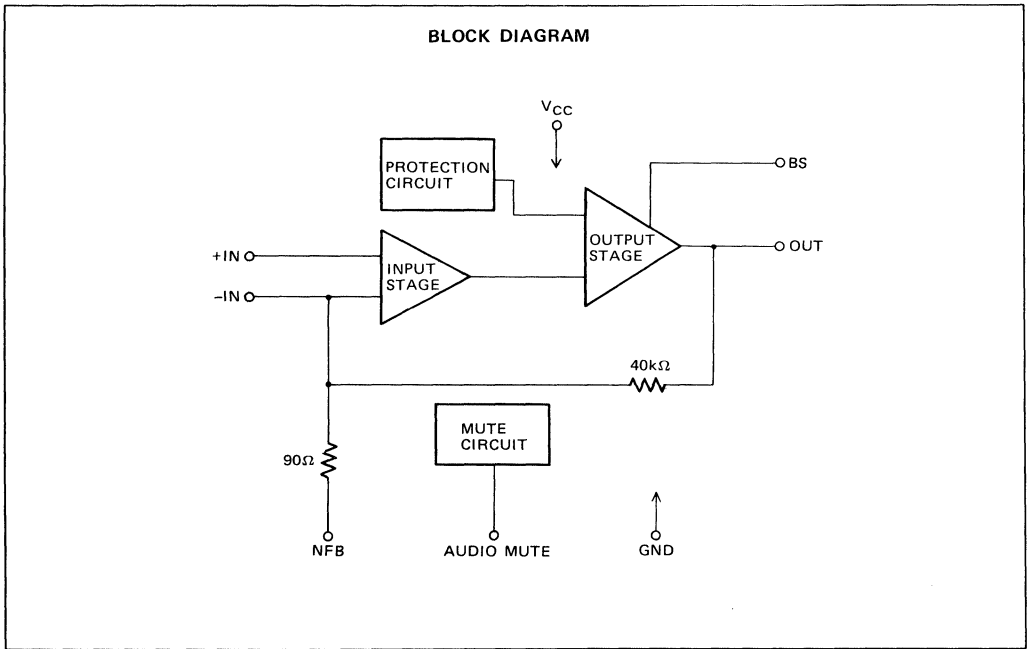 BLOCK DIAGRAM
VCC
PROTECTION
CIRCUIT
BS
+IN
INPUT
STAGE
OUTPUT
STAGE
OUT
–IN
40kΩ
MUTE
CIRCUIT
90Ω
NFB
AUDIO MUTE
GND